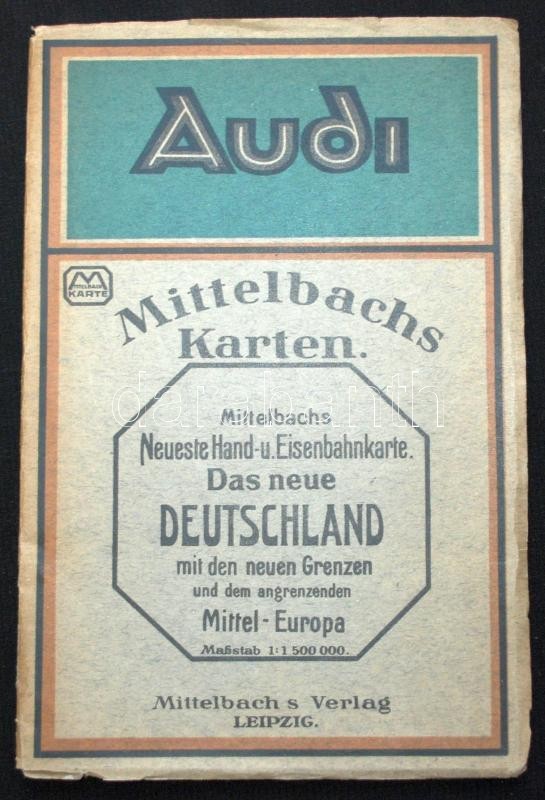 Audi
MITTELBACH
KARTE
Mittelbachs
Karten.
Mittelbachs
Neueste Hand-u. Eisenbahnkarte.
Das neue
DEUTSCHLAND
mit den neuen Grenzen
und dem angrenzenden
Mittel-Europa
Maßstab 1:1 500 000.
Mittelbach s Verlag
LEIPZIG.